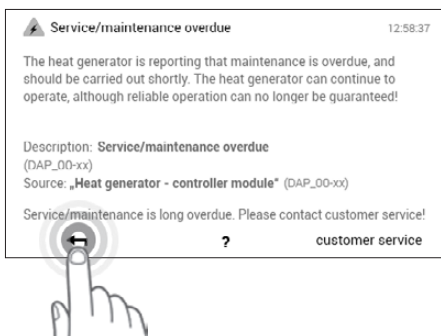 Service/maintenance overdue 12:58:37
The heat generator is reporting that maintenance is overdue, and
should be carried out shortly. The heat generator can continue to
operate, although reliable operation can no longer be guaranteed!
Description: Service/maintenance overdue
(DAP_00-xx)
Source: „Heat generator - controller module“ (DAP_00-xx)
Service/maintenance is long overdue. Please contact customer service!
? customer service